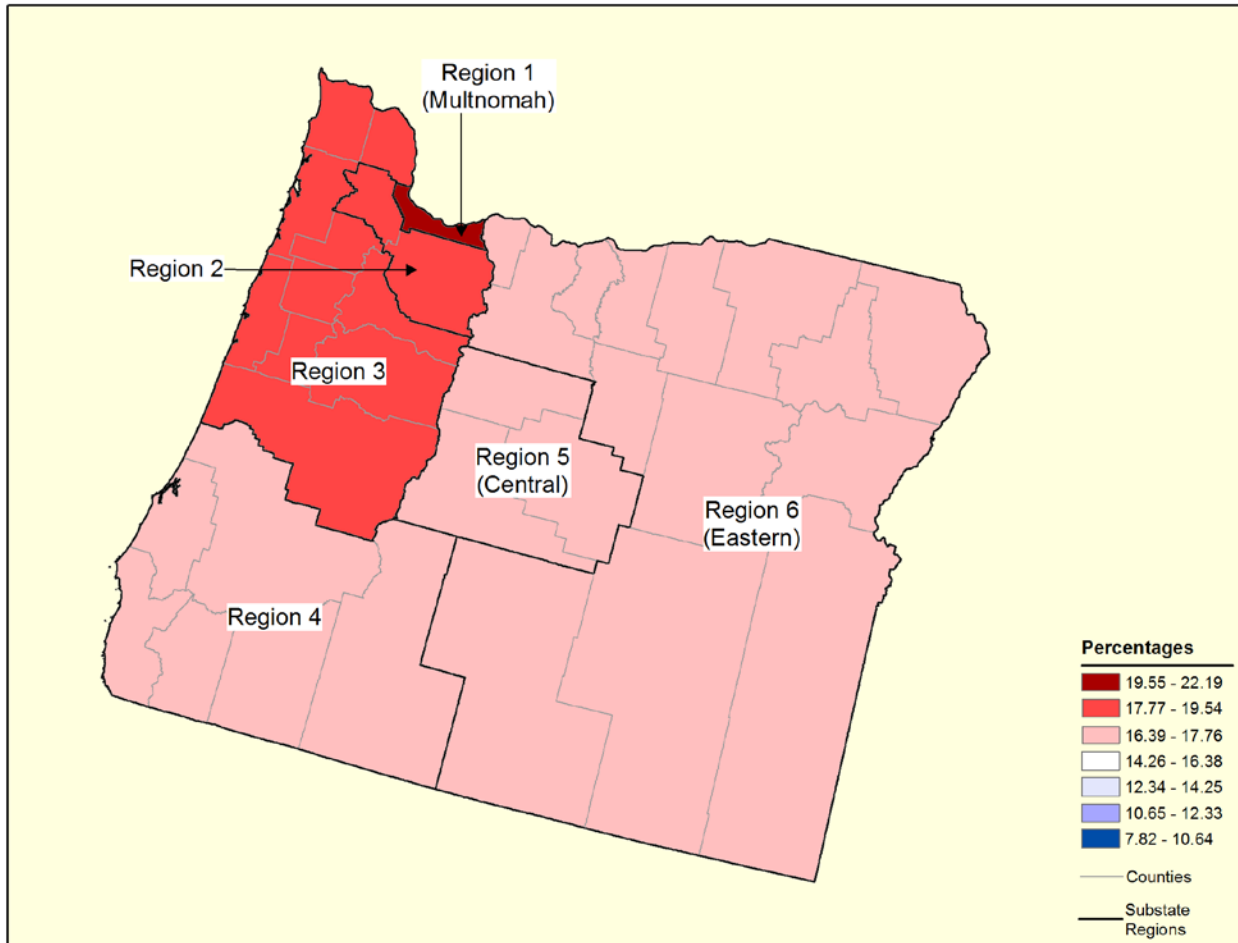 Region 1
(Multnomah)
Region 2
Region 3
Region 5
(Central)
Region 6
(Eastern)
Region 4
Percentages
19.55 - 22.19
17.77 - 19.54
16.39 - 17.76
14.26 - 16.38
12.34 - 14.25
10.65 - 12.33
7.82 - 10.64
Counties
Substate
Regions